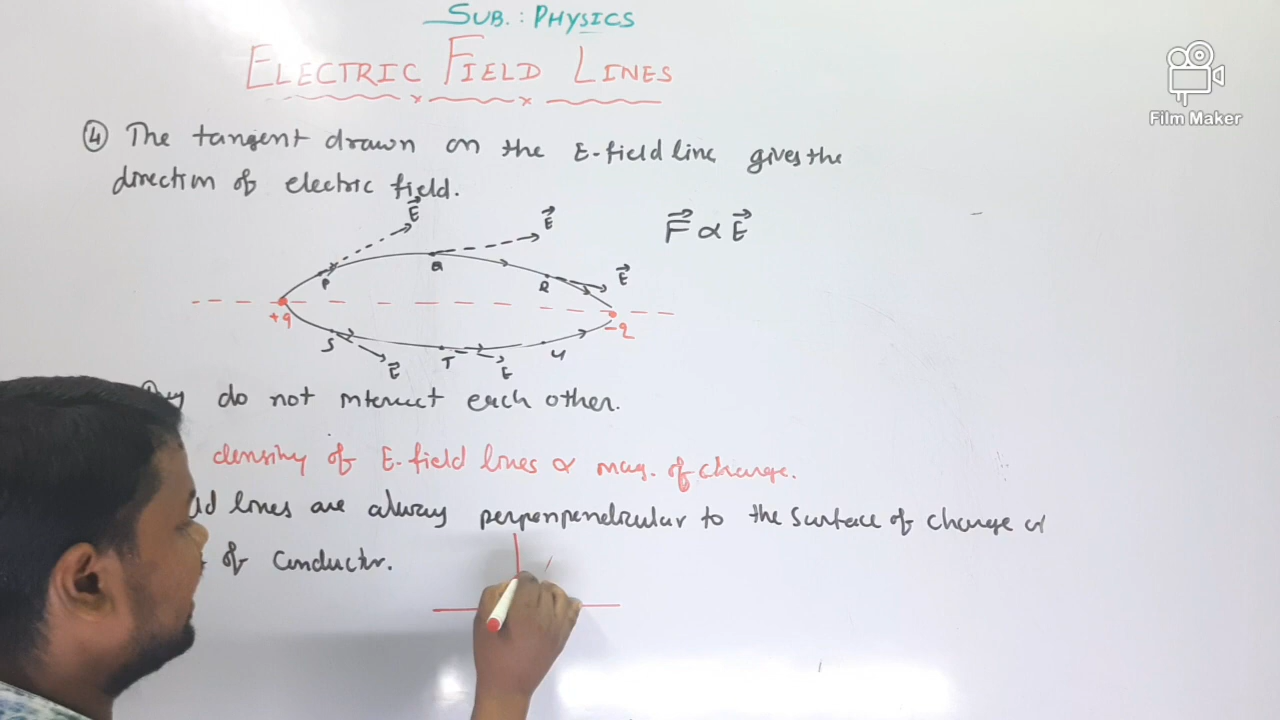 SUB. : PHYSICS
ELECTRIC FIELD LINES
Film Maker
④ The tangent drawn on the E-field line gives the
direction of electric field.
E⃗
E⃗
F⃗ ∝ E⃗
P
Q
R
E⃗
+q
-q
S
E⃗
T
E
U
do not intersect each other.
density of E-field lines ∝ mag. of charge.
lines are always perpenpendicular to the surface of charge
of conductor.